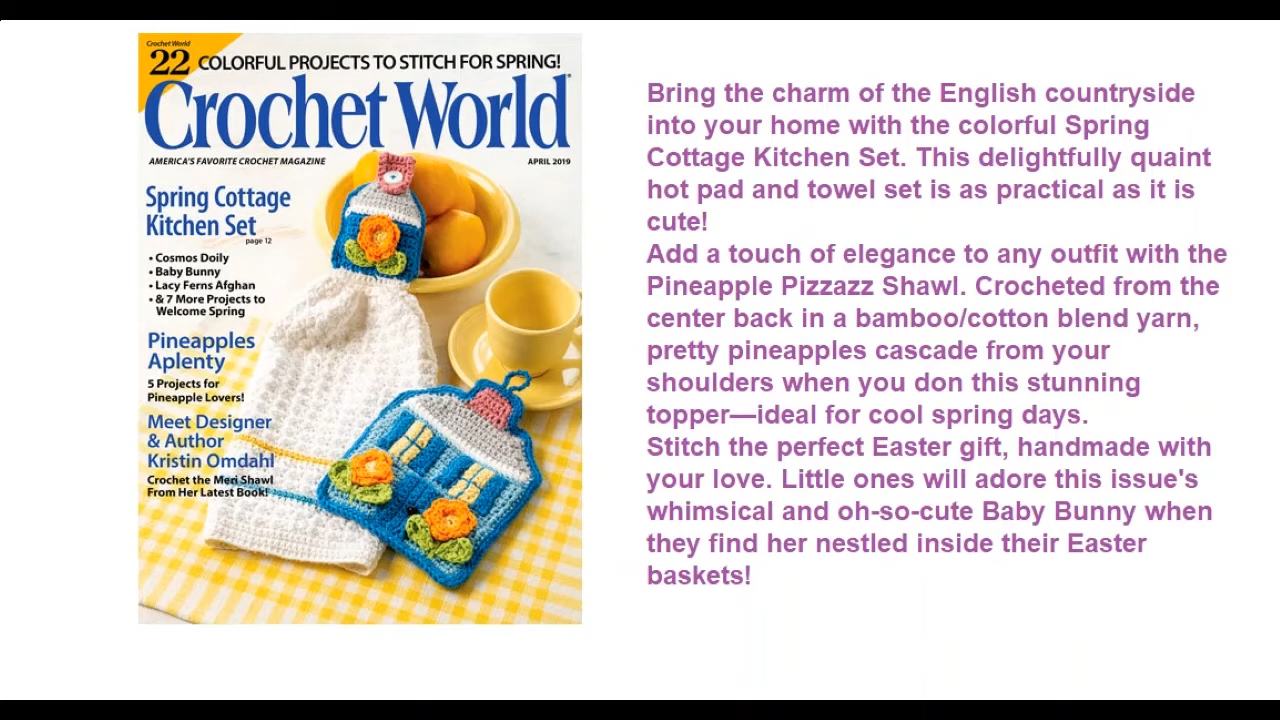 Crochet World
22 COLORFUL PROJECTS TO STITCH FOR SPRING!
Crochet World®
AMERICA'S FAVORITE CROCHET MAGAZINE
APRIL 2019
Spring Cottage
Kitchen Set
page 12
• Cosmos Doily
• Baby Bunny
• Lacy Ferns Afghan
• & 7 More Projects to
Welcome Spring
Pineapples
Aplenty
5 Projects for
Pineapple Lovers!
Meet Designer
& Author
Kristin Omdahl
Crochet the Meri Shawl
From Her Latest Book!
Bring the charm of the English countryside
into your home with the colorful Spring
Cottage Kitchen Set. This delightfully quaint
hot pad and towel set is as practical as it is
cute!
Add a touch of elegance to any outfit with the
Pineapple Pizzazz Shawl. Crocheted from the
center back in a bamboo/cotton blend yarn,
pretty pineapples cascade from your
shoulders when you don this stunning
topper—ideal for cool spring days.
Stitch the perfect Easter gift, handmade with
your love. Little ones will adore this issue's
whimsical and oh-so-cute Baby Bunny when
they find her nestled inside their Easter
baskets!